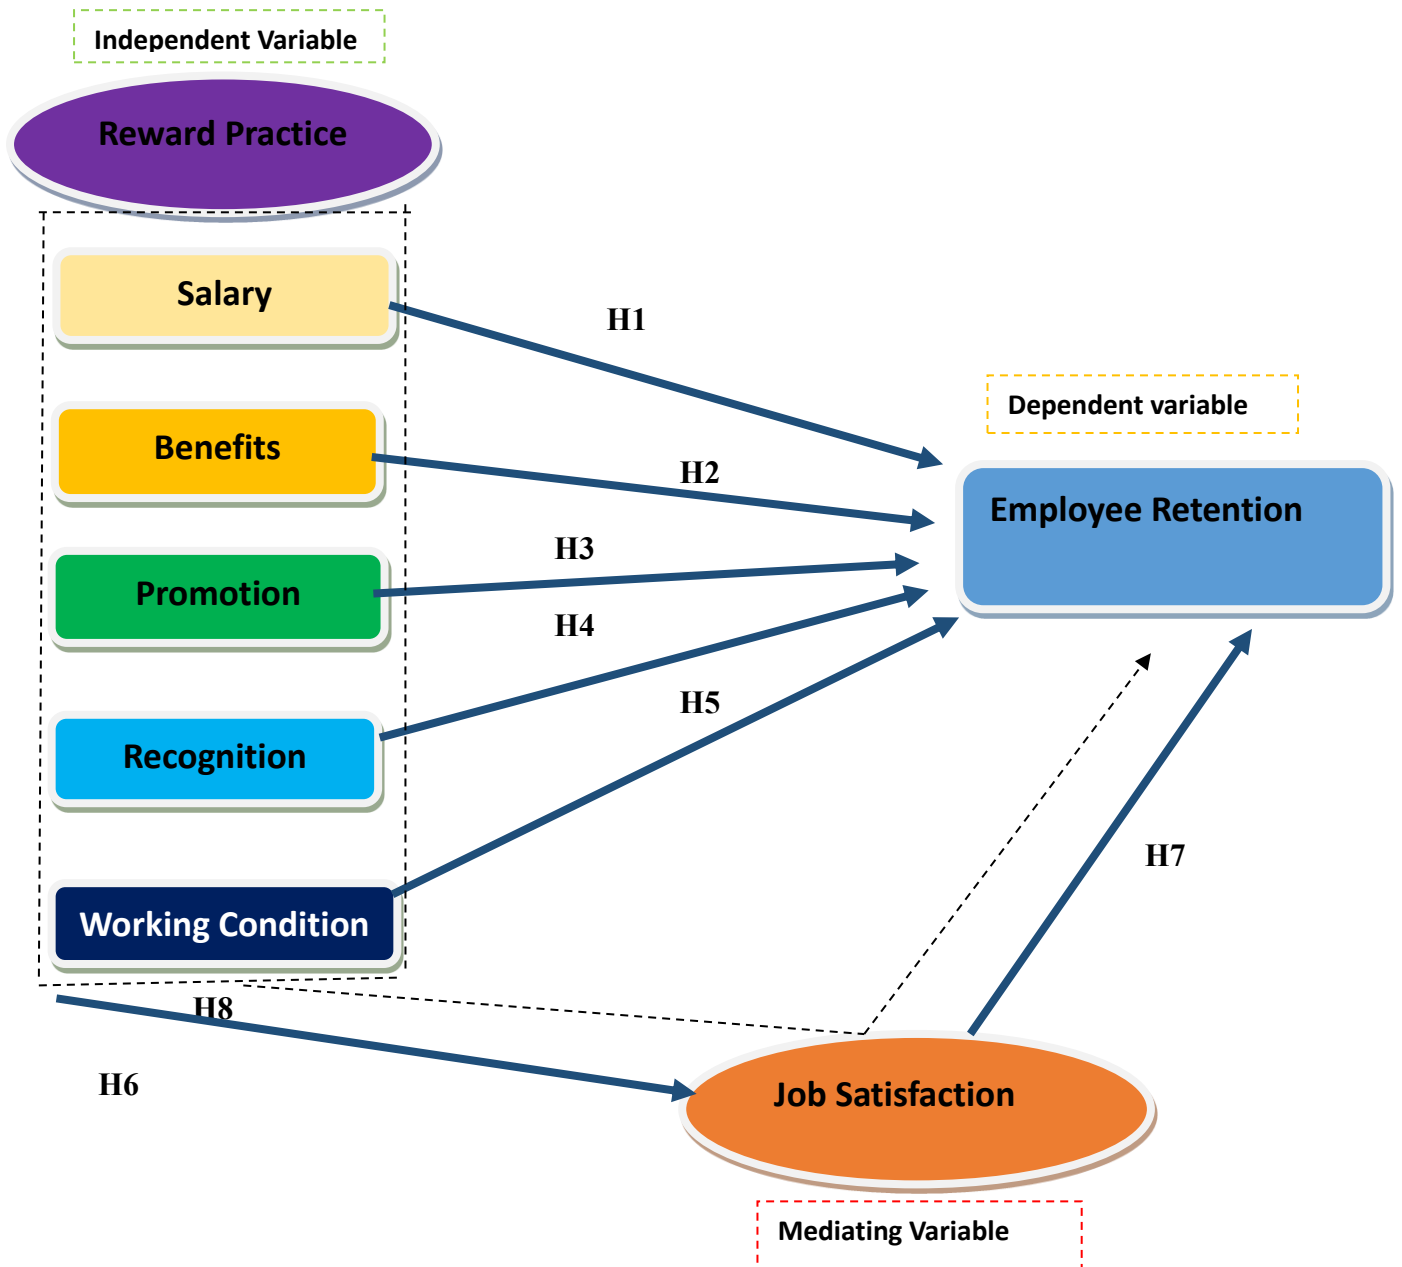 Independent Variable
Reward Practice
Salary
H1
Dependent variable
Benefits
H2
Employee Retention
H3
Promotion
H4
H5
Recognition
H7
Working Condition
H8
H6
Job Satisfaction
Mediating Variable